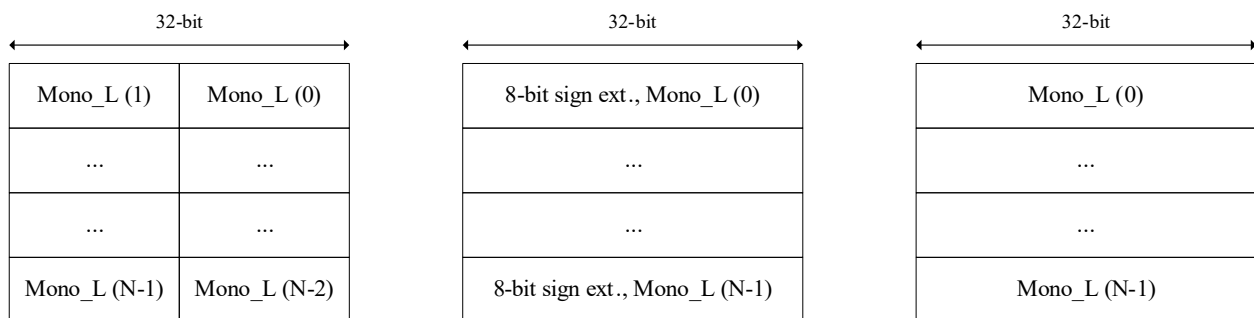 32-bit
Mono_L (1) Mono_L (0)
... ...
... ...
Mono_L (N-1) Mono_L (N-2)
32-bit
8-bit sign ext., Mono_L (0)
...
...
8-bit sign ext., Mono_L (N-1)
32-bit
Mono_L (0)
...
...
Mono_L (N-1)